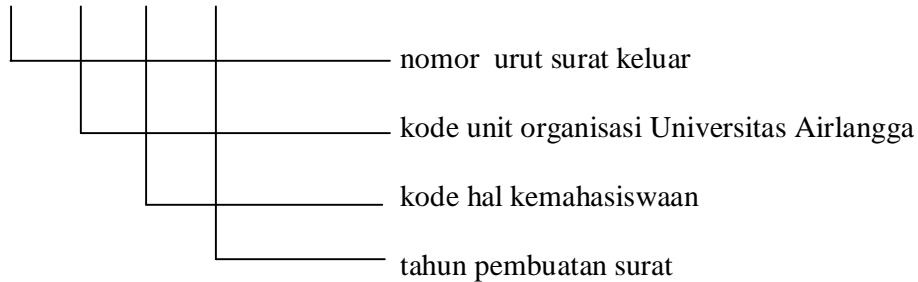 nomor urut surat keluar
kode unit organisasi Universitas Airlangga
kode hal kemahasiswaan
tahun pembuatan surat